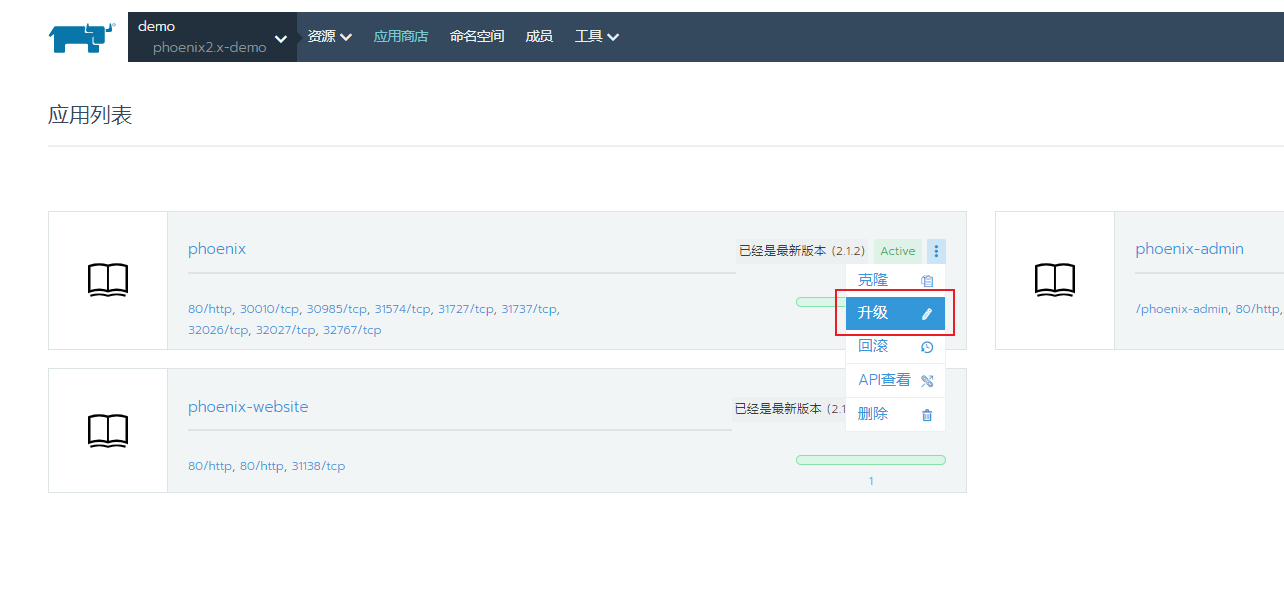 demo
phoenix2.x-demo
资源 应用商店 命名空间 成员 工具
应用列表
phoenix 已经是最新版本 (2.1.2) Active
80/http, 30010/tcp, 30985/tcp, 31574/tcp, 31727/tcp, 31737/tcp,
32026/tcp, 32027/tcp, 32767/tcp
克隆
升级
回滚
API查看
删除
phoenix-admin
/phoenix-admin, 80/http,
phoenix-website 已经是最新版本 (2.1
80/http, 80/http, 31138/tcp
1